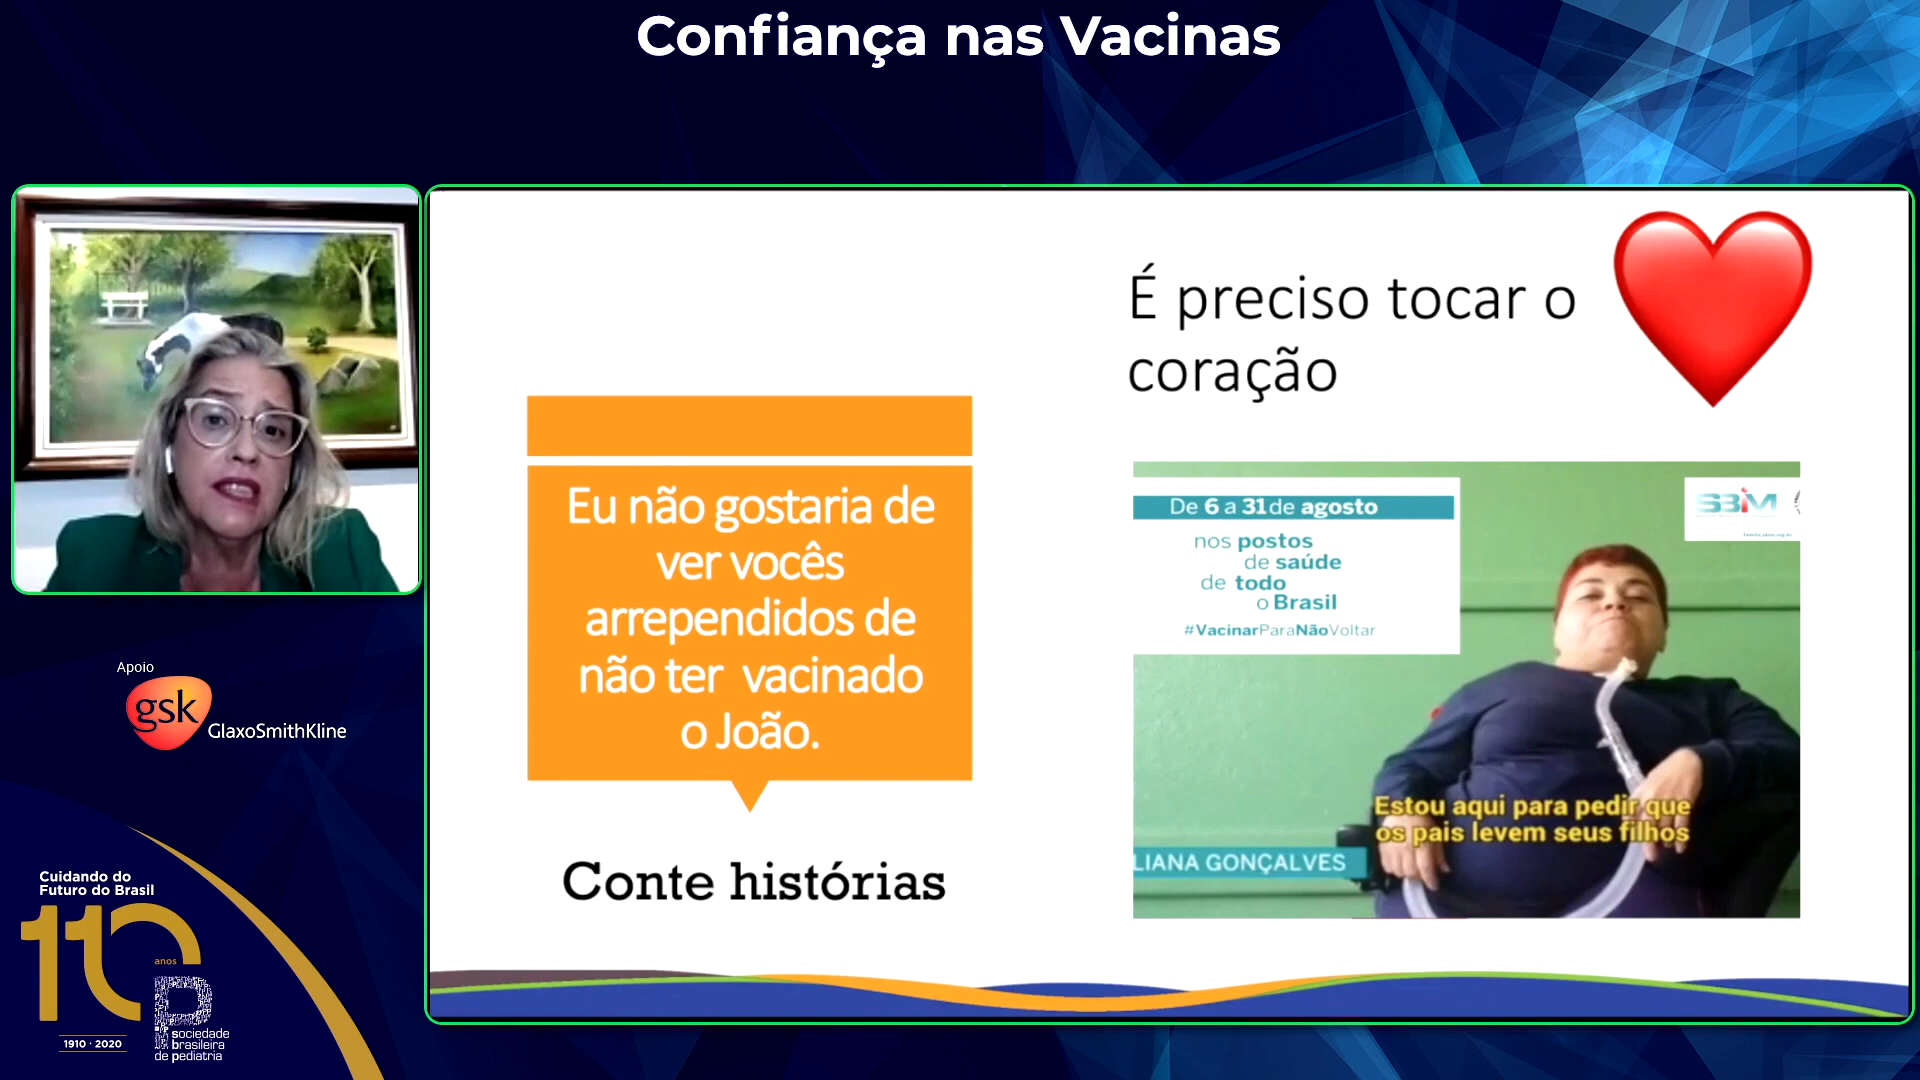 Confiança nas Vacinas
É preciso tocar o
coração
Eu não gostaria de
ver vocês
arrependidos de
não ter vacinado
o João.
Conte histórias
De 6 a 31 de agosto
nos postos
de saúde
de todo
o Brasil
#VacinarParaNãoVoltar
SBIM
Estou aqui para pedir que
os pais levem seus filhos
LIANA GONÇALVES
Apoio
gsk
GlaxoSmithKline
Cuidando do
Futuro do Brasil
110
anos
1910 · 2020
sociedade
brasileira
de pediatria